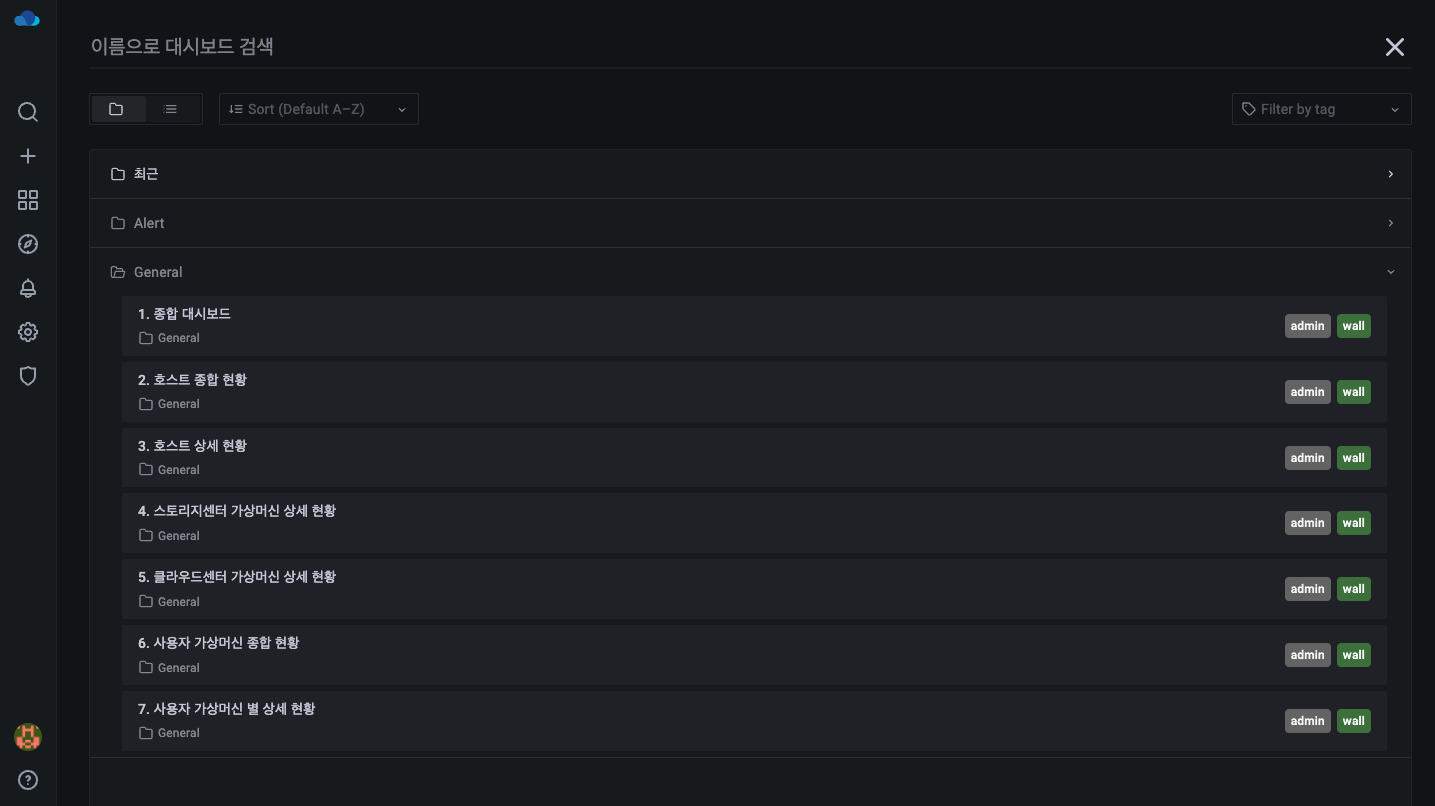 이름으로 대시보드 검색
Sort (Default A–Z)
Filter by tag
최근
Alert
General
1. 종합 대시보드
General
admin wall
2. 호스트 종합 현황
General
admin wall
3. 호스트 상세 현황
General
admin wall
4. 스토리지센터 가상머신 상세 현황
General
admin wall
5. 클라우드센터 가상머신 상세 현황
General
admin wall
6. 사용자 가상머신 종합 현황
General
admin wall
7. 사용자 가상머신 별 상세 현황
General
admin wall